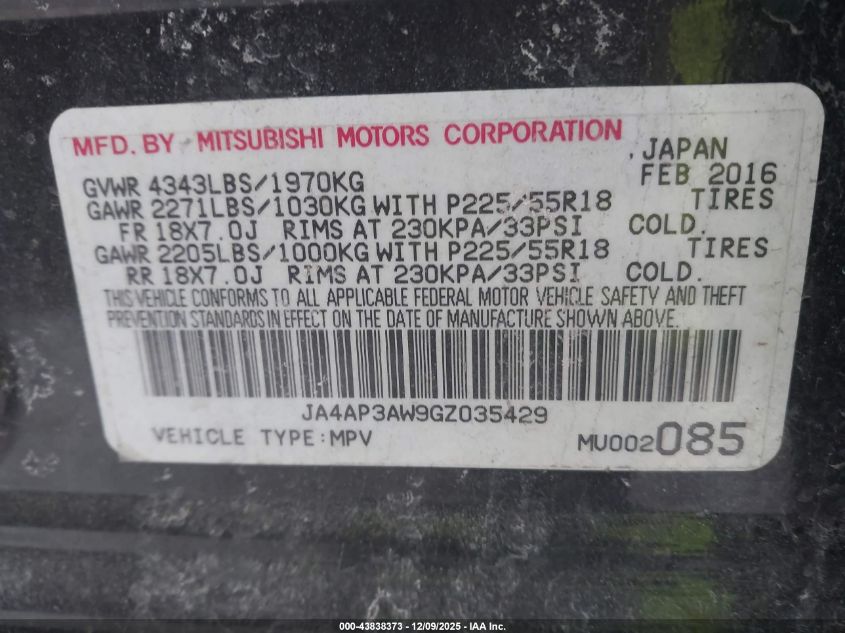 MFD. BY MITSUBISHI MOTORS CORPORATION
, JAPAN
GVWR 4343LBS/1970KG FEB 2016
GAWR 2271LBS/1030KG WITH P225/55R18 TIRES
FR 18X7.0J RIMS AT 230KPA/33PSI COLD.
GAWR 2205LBS/1000KG WITH P225/55R18 TIRES
RR 18X7.0J RIMS AT 230KPA/33PSI COLD.
THIS VEHICLE CONFORMS TO ALL APPLICABLE FEDERAL MOTOR VEHICLE SAFETY AND THEFT
PREVENTION STANDARDS IN EFFECT ON THE DATE OF MANUFACTURE SHOWN ABOVE.
JA4AP3AW9GZ035429
VEHICLE TYPE:MPV MU002085
000-43838373 - 12/09/2025 - IAA Inc.